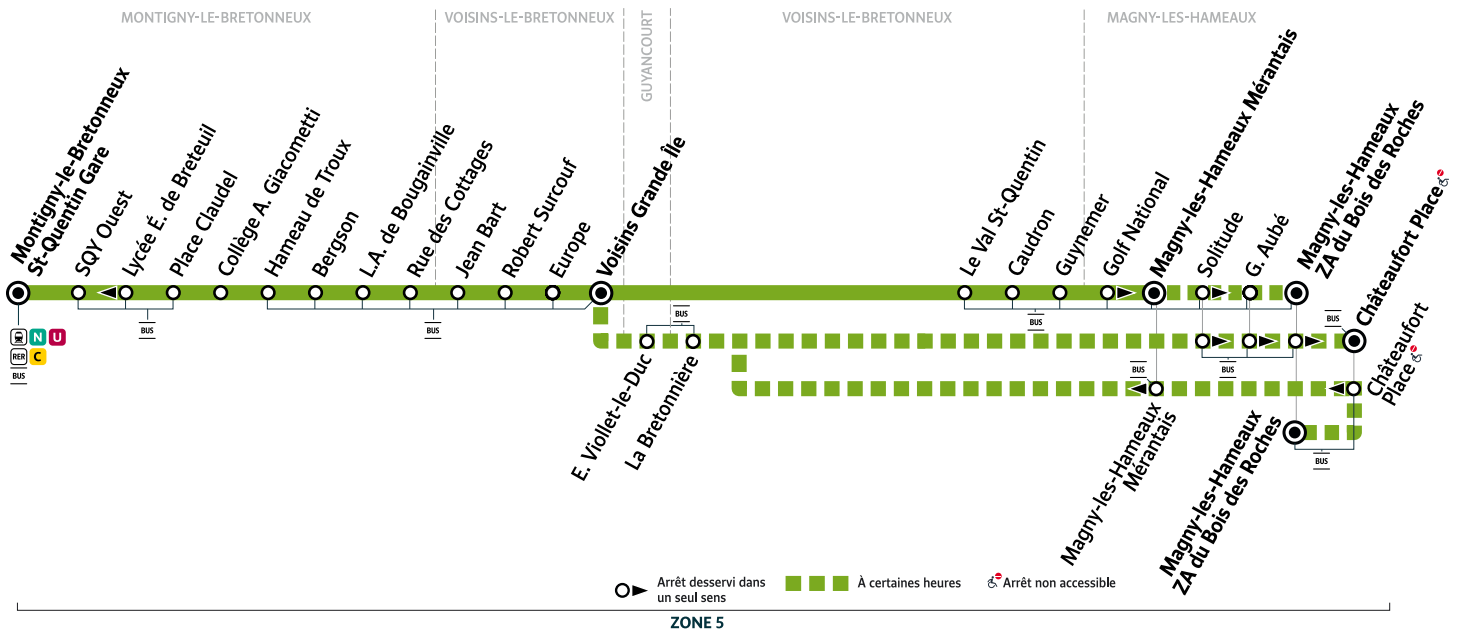 MONTIGNY-LE-BRETONNEUX
VOISINS-LE-BRETONNEUX
GUYANCOURT
VOISINS-LE-BRETONNEUX
MAGNY-LES-HAMEAUX
Montigny-le-Bretonneux
St-Quentin Gare
SQY Ouest
Lycée É. de Breteuil
Place Claudel
Collège A. Giacometti
Hameau de Troux
Bergson
L.A. de Bougainville
Rue des Cottages
Jean Bart
Robert Surcouf
Europe
Voisins Grande Île
Le Val St-Quentin
Caudron
Guynemer
Golf National
Magny-les-Hameaux Mérantais
Solitude
G. Aubé
Magny-les-Hameaux
ZA du Bois des Roches
Châteaufort Place
N U
RER C
BUS
BUS
BUS
BUS
BUS
BUS
BUS
BUS
BUS
E. Viollet-le-Duc
La Bretonnière
Magny-les-Hameaux
Mérantais
Magny-les-Hameaux
ZA du Bois des Roches
Châteaufort
Place
Arrêt desservi dans
un seul sens
À certaines heures
Arrêt non accessible
ZONE 5